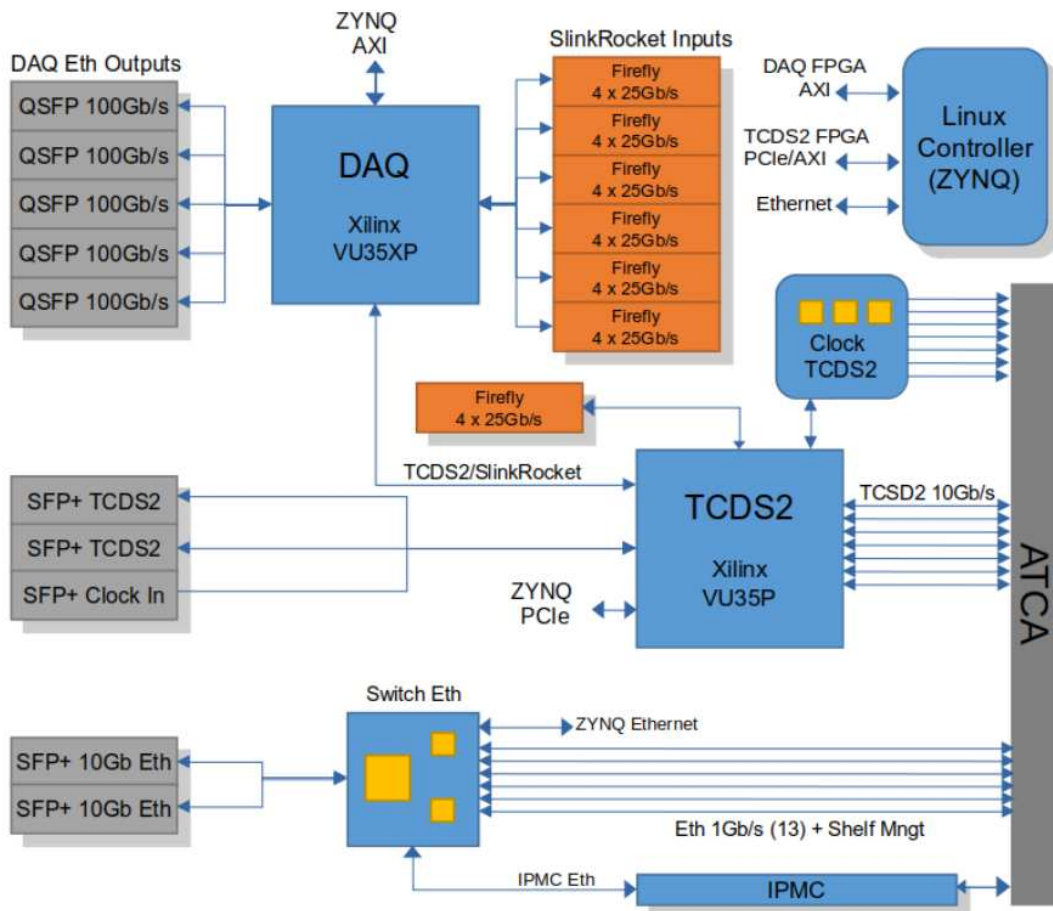 DAQ Eth Outputs
QSFP 100Gb/s
QSFP 100Gb/s
QSFP 100Gb/s
QSFP 100Gb/s
QSFP 100Gb/s
ZYNQ
AXI
DAQ
Xilinx
VU35XP
SlinkRocket Inputs
Firefly
4 x 25Gb/s
Firefly
4 x 25Gb/s
Firefly
4 x 25Gb/s
Firefly
4 x 25Gb/s
Firefly
4 x 25Gb/s
Firefly
4 x 25Gb/s
DAQ FPGA
AXI
TCDS2 FPGA
PCIe/AXI
Ethernet
Linux
Controller
(ZYNQ)
Clock
TCDS2
Firefly
4 x 25Gb/s
TCDS2/SlinkRocket
SFP+ TCDS2
SFP+ TCDS2
SFP+ Clock In
TCDS2
Xilinx
VU35P
ZYNQ
PCIe
TCSD2 10Gb/s
ATCA
Switch Eth
SFP+ 10Gb Eth
SFP+ 10Gb Eth
ZYNQ Ethernet
Eth 1Gb/s (13) + Shelf Mngt
IPMC Eth
IPMC